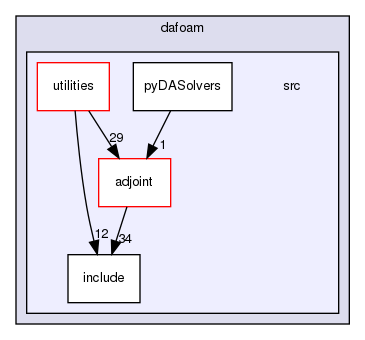 dafoam
utilities
pyDASolvers
src
29
1
adjoint
12
34
include